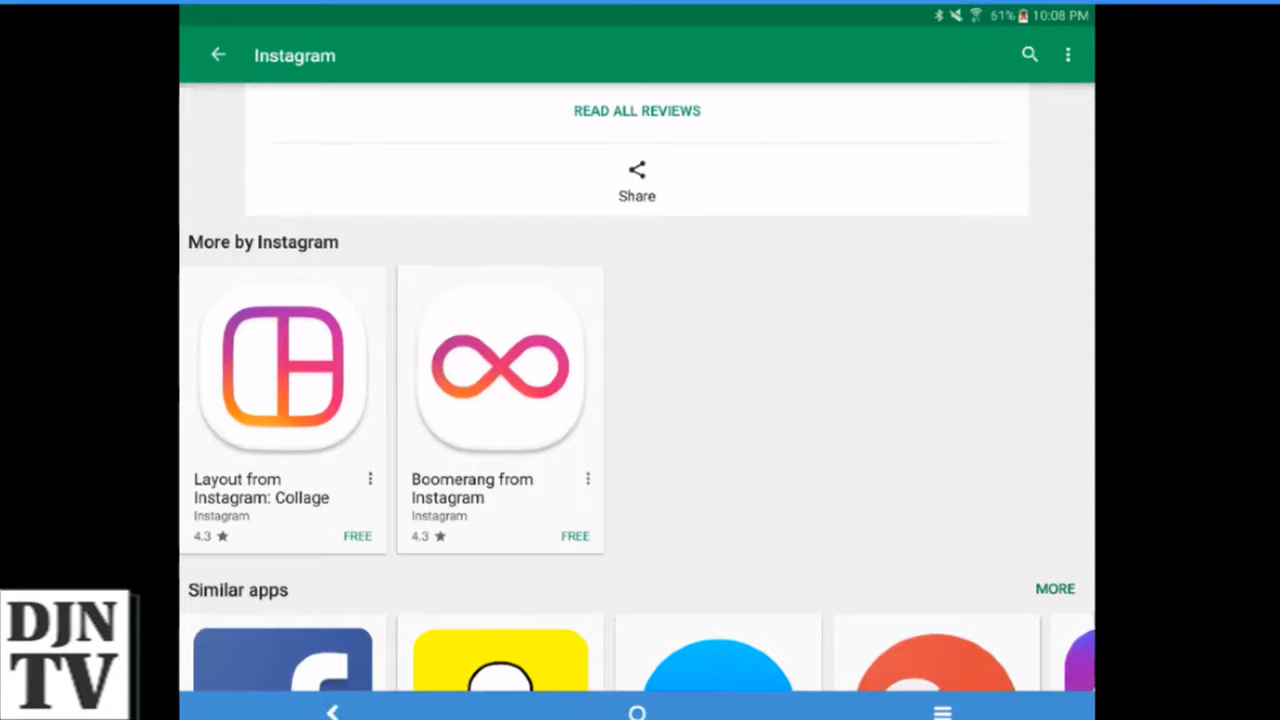 61% 10:08 PM
Instagram
READ ALL REVIEWS
Share
More by Instagram
Layout from
Instagram: Collage
Instagram
4.3 FREE
Boomerang from
Instagram
Instagram
4.3 FREE
Similar apps
MORE
DJN
TV